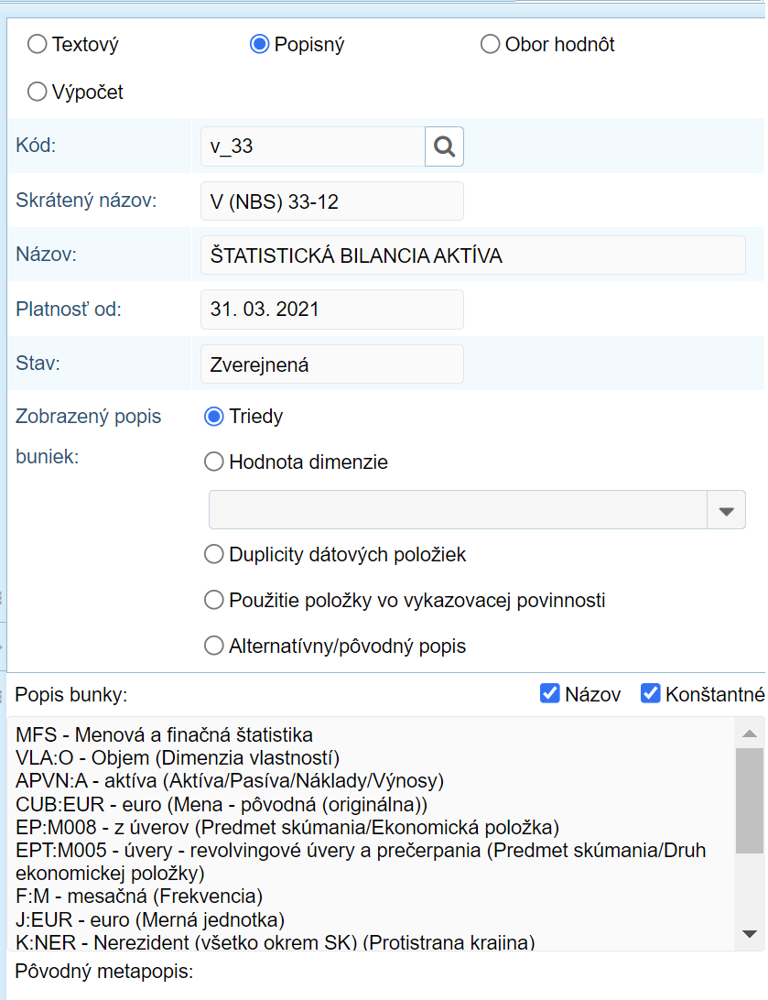 Textový Popisný Obor hodnôt
Výpočet
Kód: v_33
Skrátený názov: V (NBS) 33-12
Názov: ŠTATISTICKÁ BILANCIA AKTÍVA
Platnosť od: 31. 03. 2021
Stav: Zverejnená
Zobrazený popis Triedy
buniek:
Hodnota dimenzie
Duplicity dátových položiek
Použitie položky vo vykazovacej povinnosti
Alternatívny/pôvodný popis
Popis bunky: Názov Konštantné
MFS - Menová a finačná štatistika
VLA:O - Objem (Dimenzia vlastností)
APVN:A - aktíva (Aktíva/Pasíva/Náklady/Výnosy)
CUB:EUR - euro (Mena - pôvodná (originálna))
EP:M008 - z úverov (Predmet skúmania/Ekonomická položka)
EPT:M005 - úvery - revolvingové úvery a prečerpania (Predmet skúmania/Druh
ekonomickej položky)
F:M - mesačná (Frekvencia)
J:EUR - euro (Merná jednotka)
K:NER - Nerezident (všetko okrem SK) (Protistrana krajina)
Pôvodný metapopis: